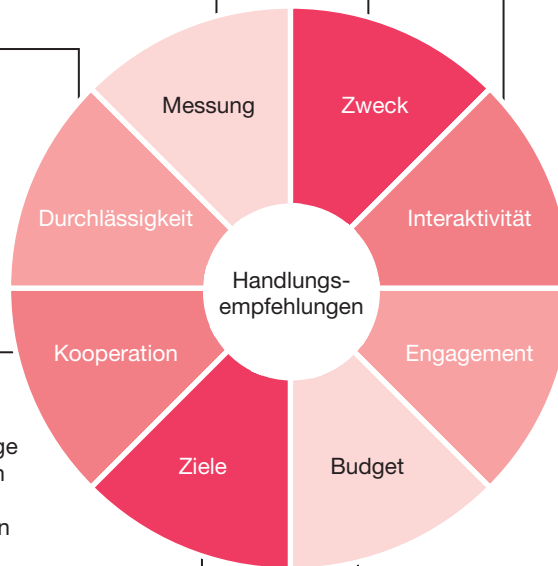 Messung
Zweck
Durchlässigkeit
Interaktivität
Handlungs-
empfehlungen
Kooperation
Engagement
Ziele
Budget